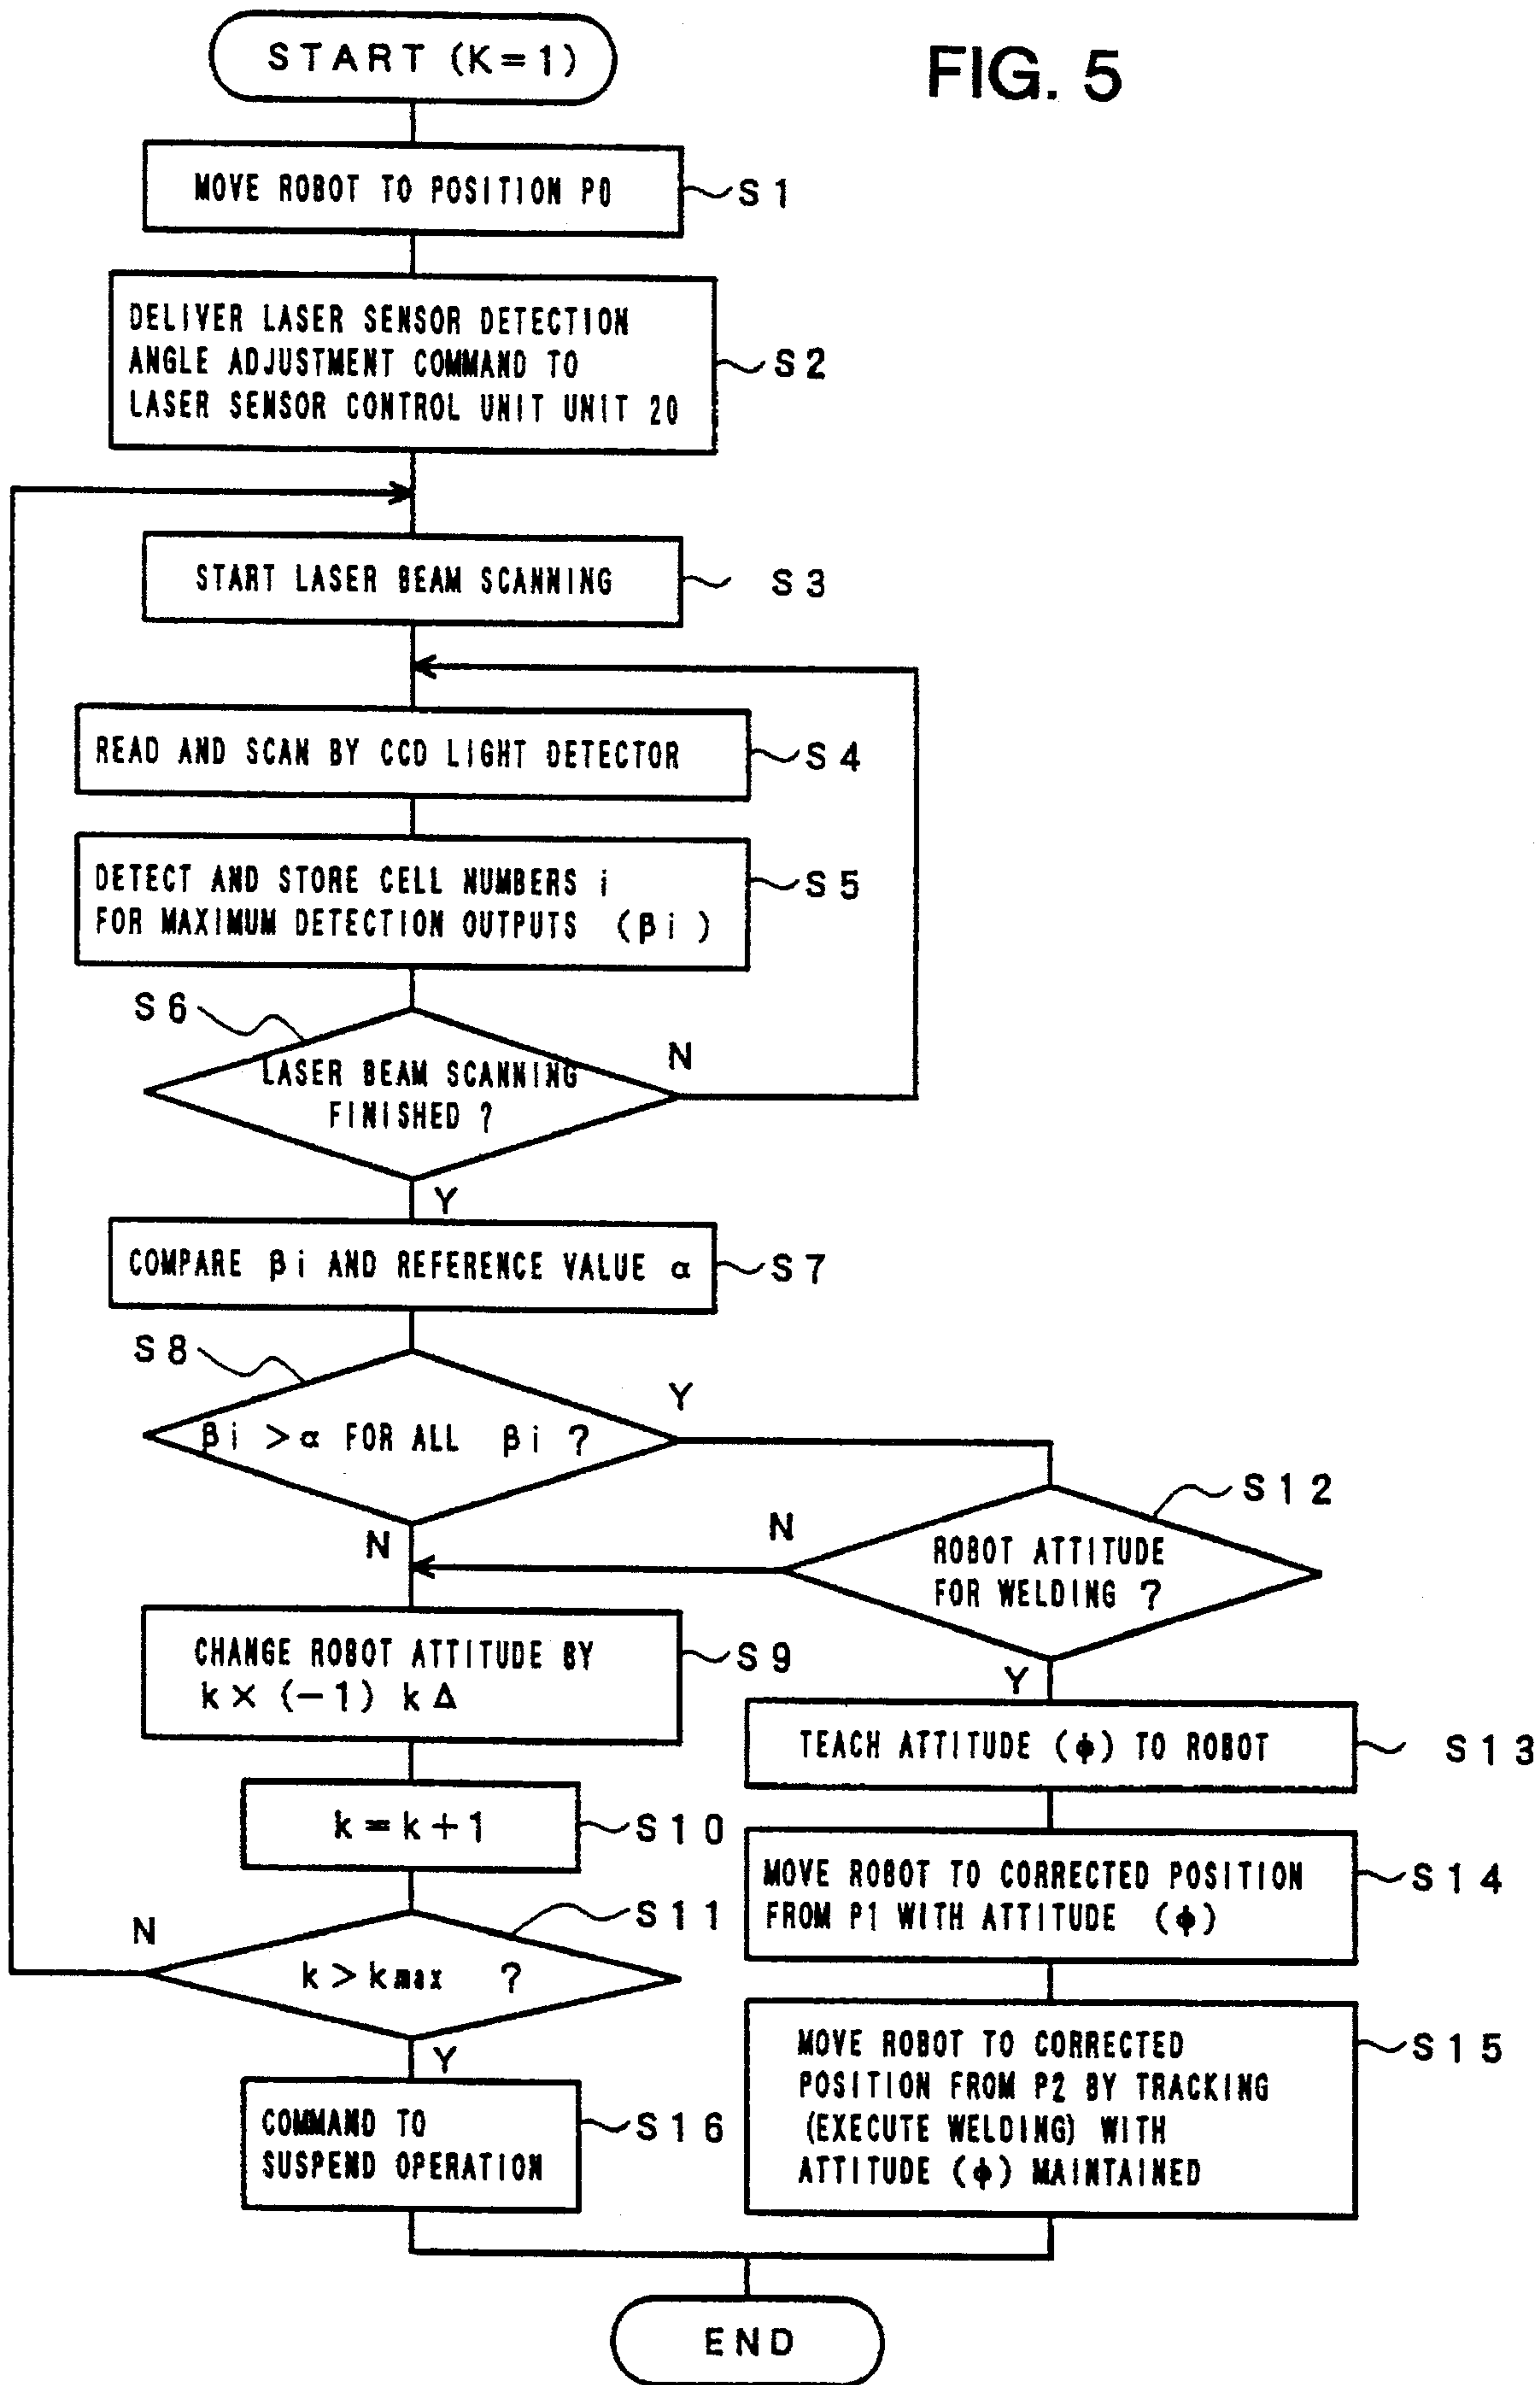 START (K=1)
FIG. 5
MOVE ROBOT TO POSITION P0
S1
DELIVER LASER SENSOR DETECTION
ANGLE ADJUSTMENT COMMAND TO
LASER SENSOR CONTROL UNIT UNIT 20
S2
START LASER BEAM SCANNING
S3
READ AND SCAN BY CCD LIGHT DETECTOR
S4
DETECT AND STORE CELL NUMBERS i
FOR MAXIMUM DETECTION OUTPUTS (βi)
S5
S6
LASER BEAM SCANNING
FINISHED ?
N
Y
COMPARE βi AND REFERENCE VALUE α
S7
S8
βi >α FOR ALL βi ?
Y
N
S12
ROBOT ATTITUDE
FOR WELDING ?
N
Y
CHANGE ROBOT ATTITUDE BY
k × (−1) k Δ
S9
TEACH ATTITUDE (ϕ) TO ROBOT
S13
k = k + 1
S10
MOVE ROBOT TO CORRECTED POSITION
FROM P1 WITH ATTITUDE (ϕ)
S14
S11
k > kmax ?
N
Y
MOVE ROBOT TO CORRECTED
POSITION FROM P2 BY TRACKING
(EXECUTE WELDING) WITH
ATTITUDE (ϕ) MAINTAINED
S15
COMMAND TO
SUSPEND OPERATION
S16
END